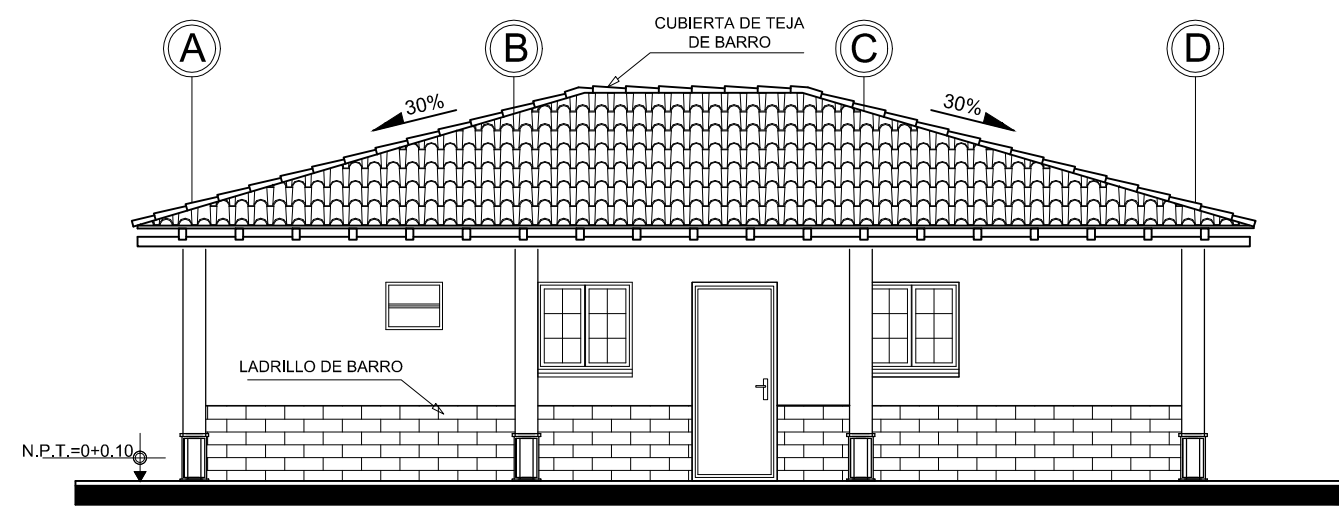 A
B
C
D
CUBIERTA DE TEJA
DE BARRO
30%
30%
LADRILLO DE BARRO
N.P.T.=0+0.10